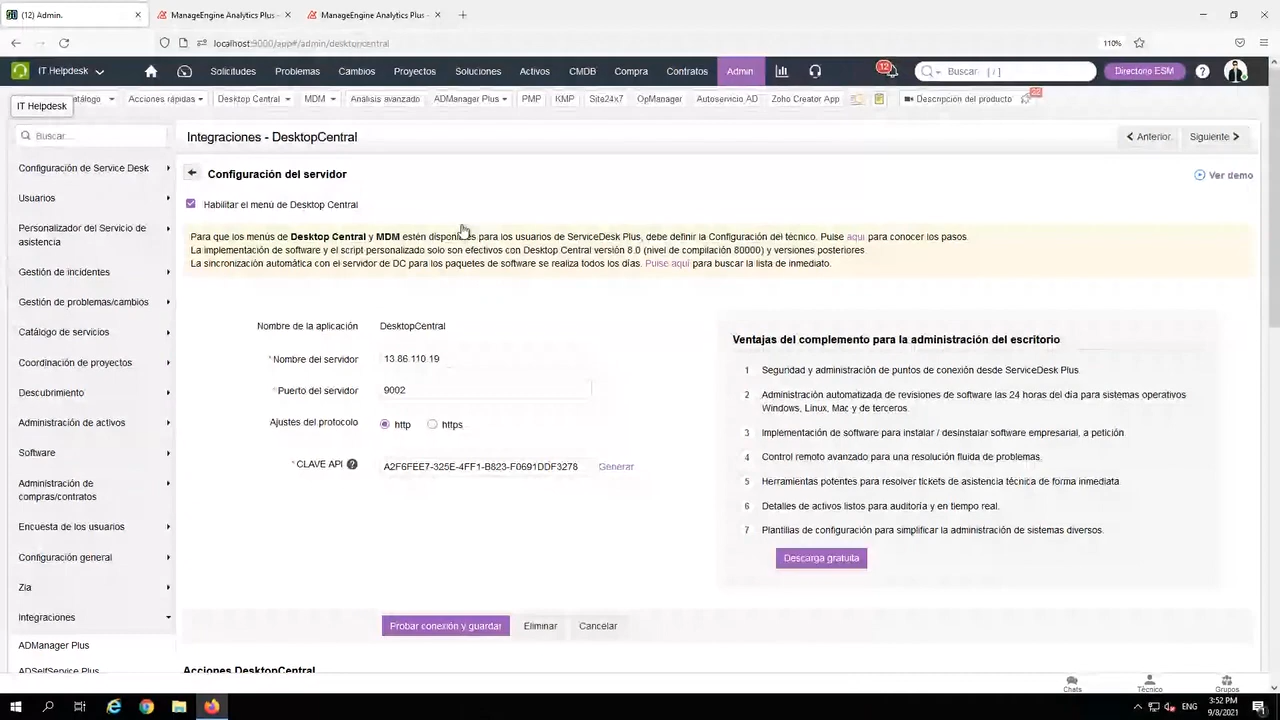 (12) Admin.
ManageEngine Analytics Plus -
ManageEngine Analytics Plus -
localhost:9000/app#/admin/desktopcentral
110%
IT Helpdesk
Solicitudes
Problemas
Cambios
Proyectos
Soluciones
Activos
CMDB
Compra
Contratos
Admin
12
Buscar [ / ]
Directorio ESM
IT Helpdesk
tálogo
Acciones rápidas
Desktop Central
MDM
Análisis avanzado
ADManager Plus
PMP
KMP
Site24x7
OpManager
Autoservicio AD
Zoho Creator App
Descripción del producto
Buscar...
Integraciones - DesktopCentral
Anterior
Siguiente
Configuración de Service Desk
Usuarios
Personalizador del Servicio de
asistencia
Gestión de incidentes
Gestión de problemas/cambios
Catálogo de servicios
Coordinación de proyectos
Descubrimiento
Administración de activos
Software
Administración de
compras/contratos
Encuesta de los usuarios
Configuración general
Zia
Integraciones
ADManager Plus
ADSelfService Plus
Configuración del servidor
Ver demo
Habilitar el menú de Desktop Central
Para que los menús de Desktop Central y MDM estén disponibles para los usuarios de ServiceDesk Plus, debe definir la Configuración del técnico. Pulse aquí para conocer los pasos.
La implementación de software y el script personalizado solo son efectivos con Desktop Central versión 8.0 (nivel de compilación 80000) y versiones posteriores
La sincronización automática con el servidor de DC para los paquetes de software se realiza todos los días. Pulse aquí para buscar la lista de inmediato.
Nombre de la aplicación DesktopCentral
*Nombre del servidor 13.86.110.19
*Puerto del servidor 9002
Ajustes del protocolo http https
*CLAVE API A2F6FEE7-325E-4FF1-B823-F0691DDF3278 Generar
Ventajas del complemento para la administración del escritorio
1 Seguridad y administración de puntos de conexión desde ServiceDesk Plus
2 Administración automatizada de revisiones de software las 24 horas del día para sistemas operativos
Windows, Linux, Mac y de terceros.
3 Implementación de software para instalar / desinstalar software empresarial, a petición
4 Control remoto avanzado para una resolución fluida de problemas.
5 Herramientas potentes para resolver tickets de asistencia técnica de forma inmediata.
6 Detalles de activos listos para auditoría y en tiempo real.
7 Plantillas de configuración para simplificar la administración de sistemas diversos.
Descarga gratuita
Probar conexión y guardar
Eliminar
Cancelar
Acciones DesktopCentral
Chats
Técnico
Grupos
ENG
3:52 PM
9/8/2021
1